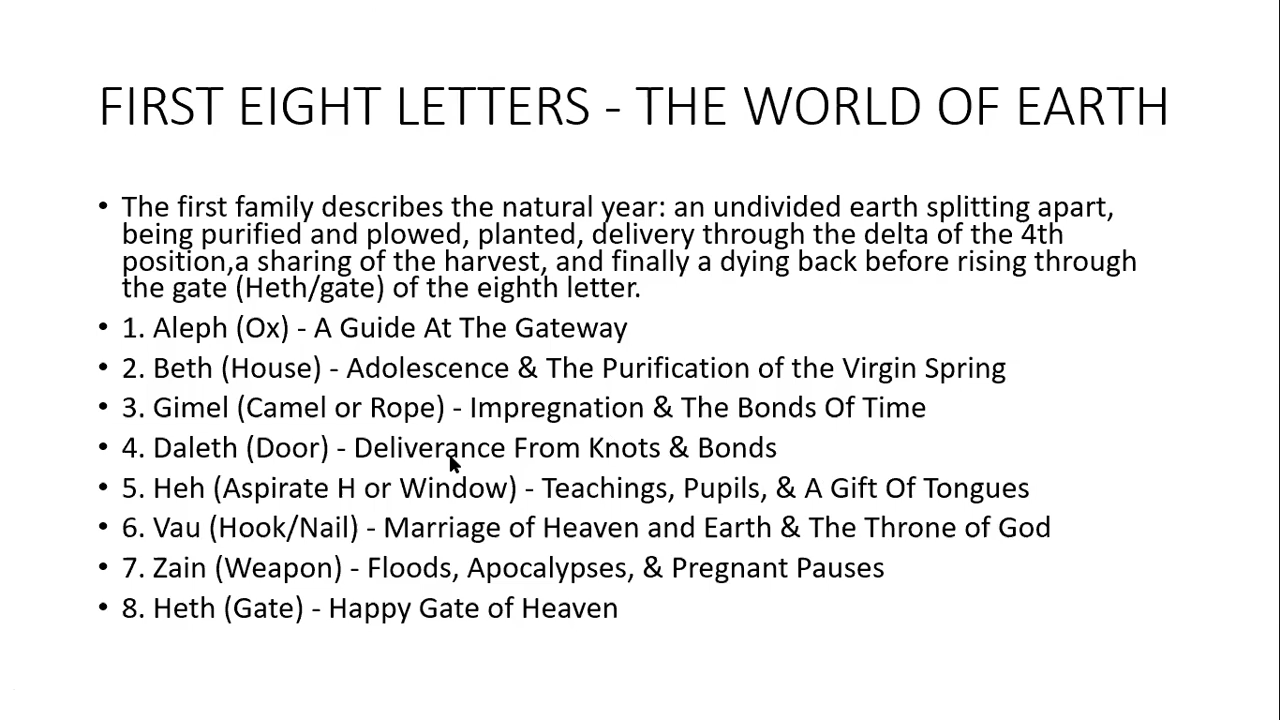 FIRST EIGHT LETTERS - THE WORLD OF EARTH
• The first family describes the natural year: an undivided earth splitting apart,
being purified and plowed, planted, delivery through the delta of the 4th
position,a sharing of the harvest, and finally a dying back before rising through
the gate (Heth/gate) of the eighth letter.
• 1. Aleph (Ox) - A Guide At The Gateway
• 2. Beth (House) - Adolescence & The Purification of the Virgin Spring
• 3. Gimel (Camel or Rope) - Impregnation & The Bonds Of Time
• 4. Daleth (Door) - Deliverance From Knots & Bonds
• 5. Heh (Aspirate H or Window) - Teachings, Pupils, & A Gift Of Tongues
• 6. Vau (Hook/Nail) - Marriage of Heaven and Earth & The Throne of God
• 7. Zain (Weapon) - Floods, Apocalypses, & Pregnant Pauses
• 8. Heth (Gate) - Happy Gate of Heaven